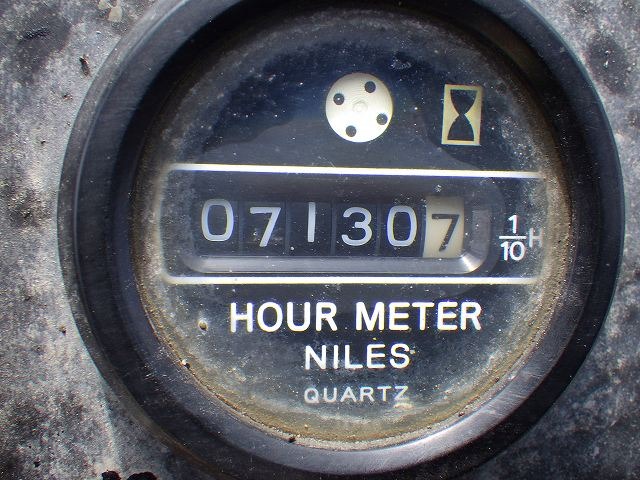 071307 1/10 H
HOUR METER
NILES
QUARTZ